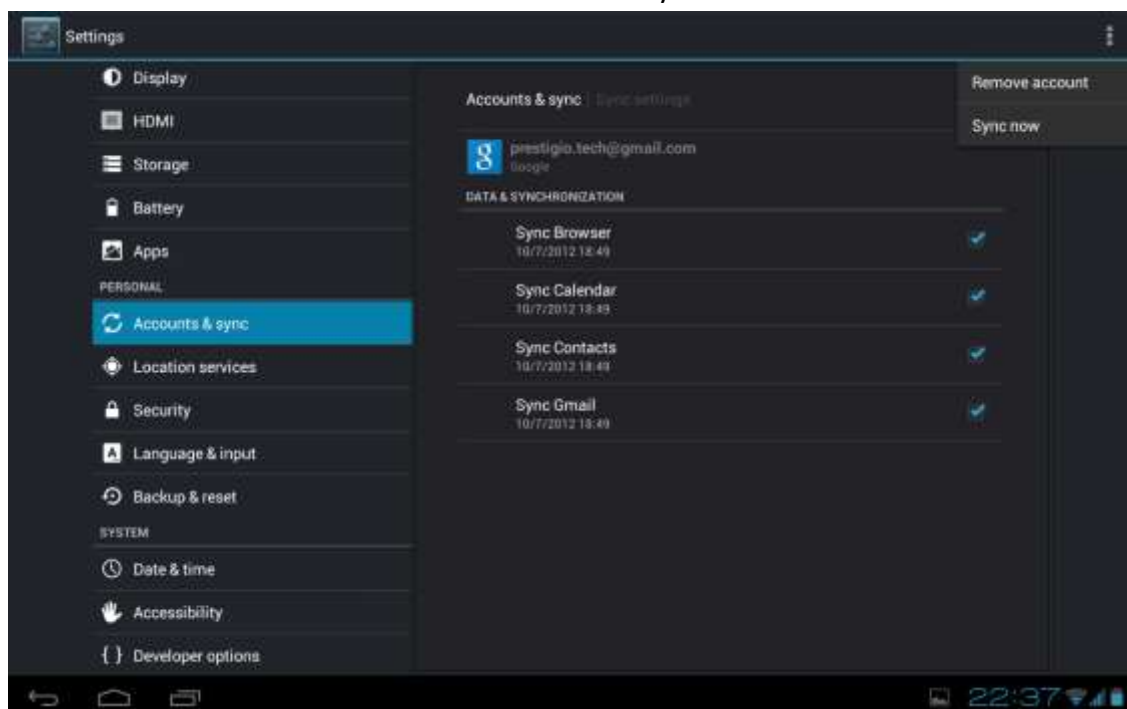 Settings
Display
HDMI
Storage
Battery
Apps
PERSONAL
Accounts & sync
Location services
Security
Language & input
Backup & reset
SYSTEM
Date & time
Accessibility
{ } Developer options
Accounts & sync | Sync settings
Remove account
Sync now
g
prestigio.tech@gmail.com
Google
DATA & SYNCHRONIZATION
Sync Browser
10/7/2012 18:49
Sync Calendar
10/7/2012 18:49
Sync Contacts
10/7/2012 18:49
Sync Gmail
10/7/2012 18:49
22:37